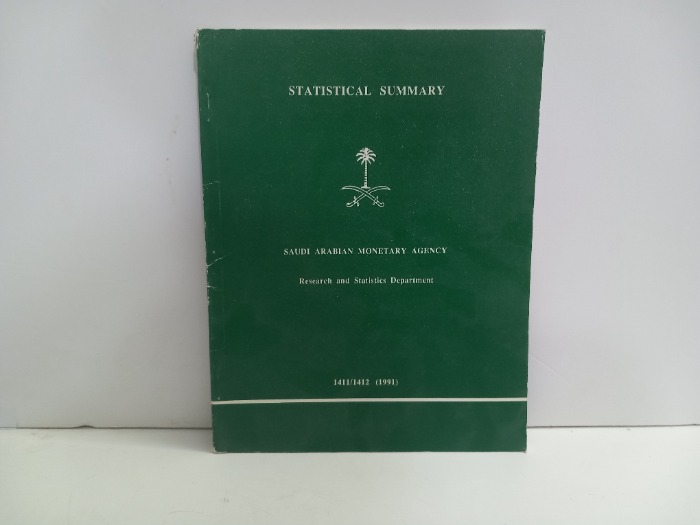 STATISTICAL SUMMARY
SAUDI ARABIAN MONETARY AGENCY
Research and Statistics Department
1411/1412 (1991)